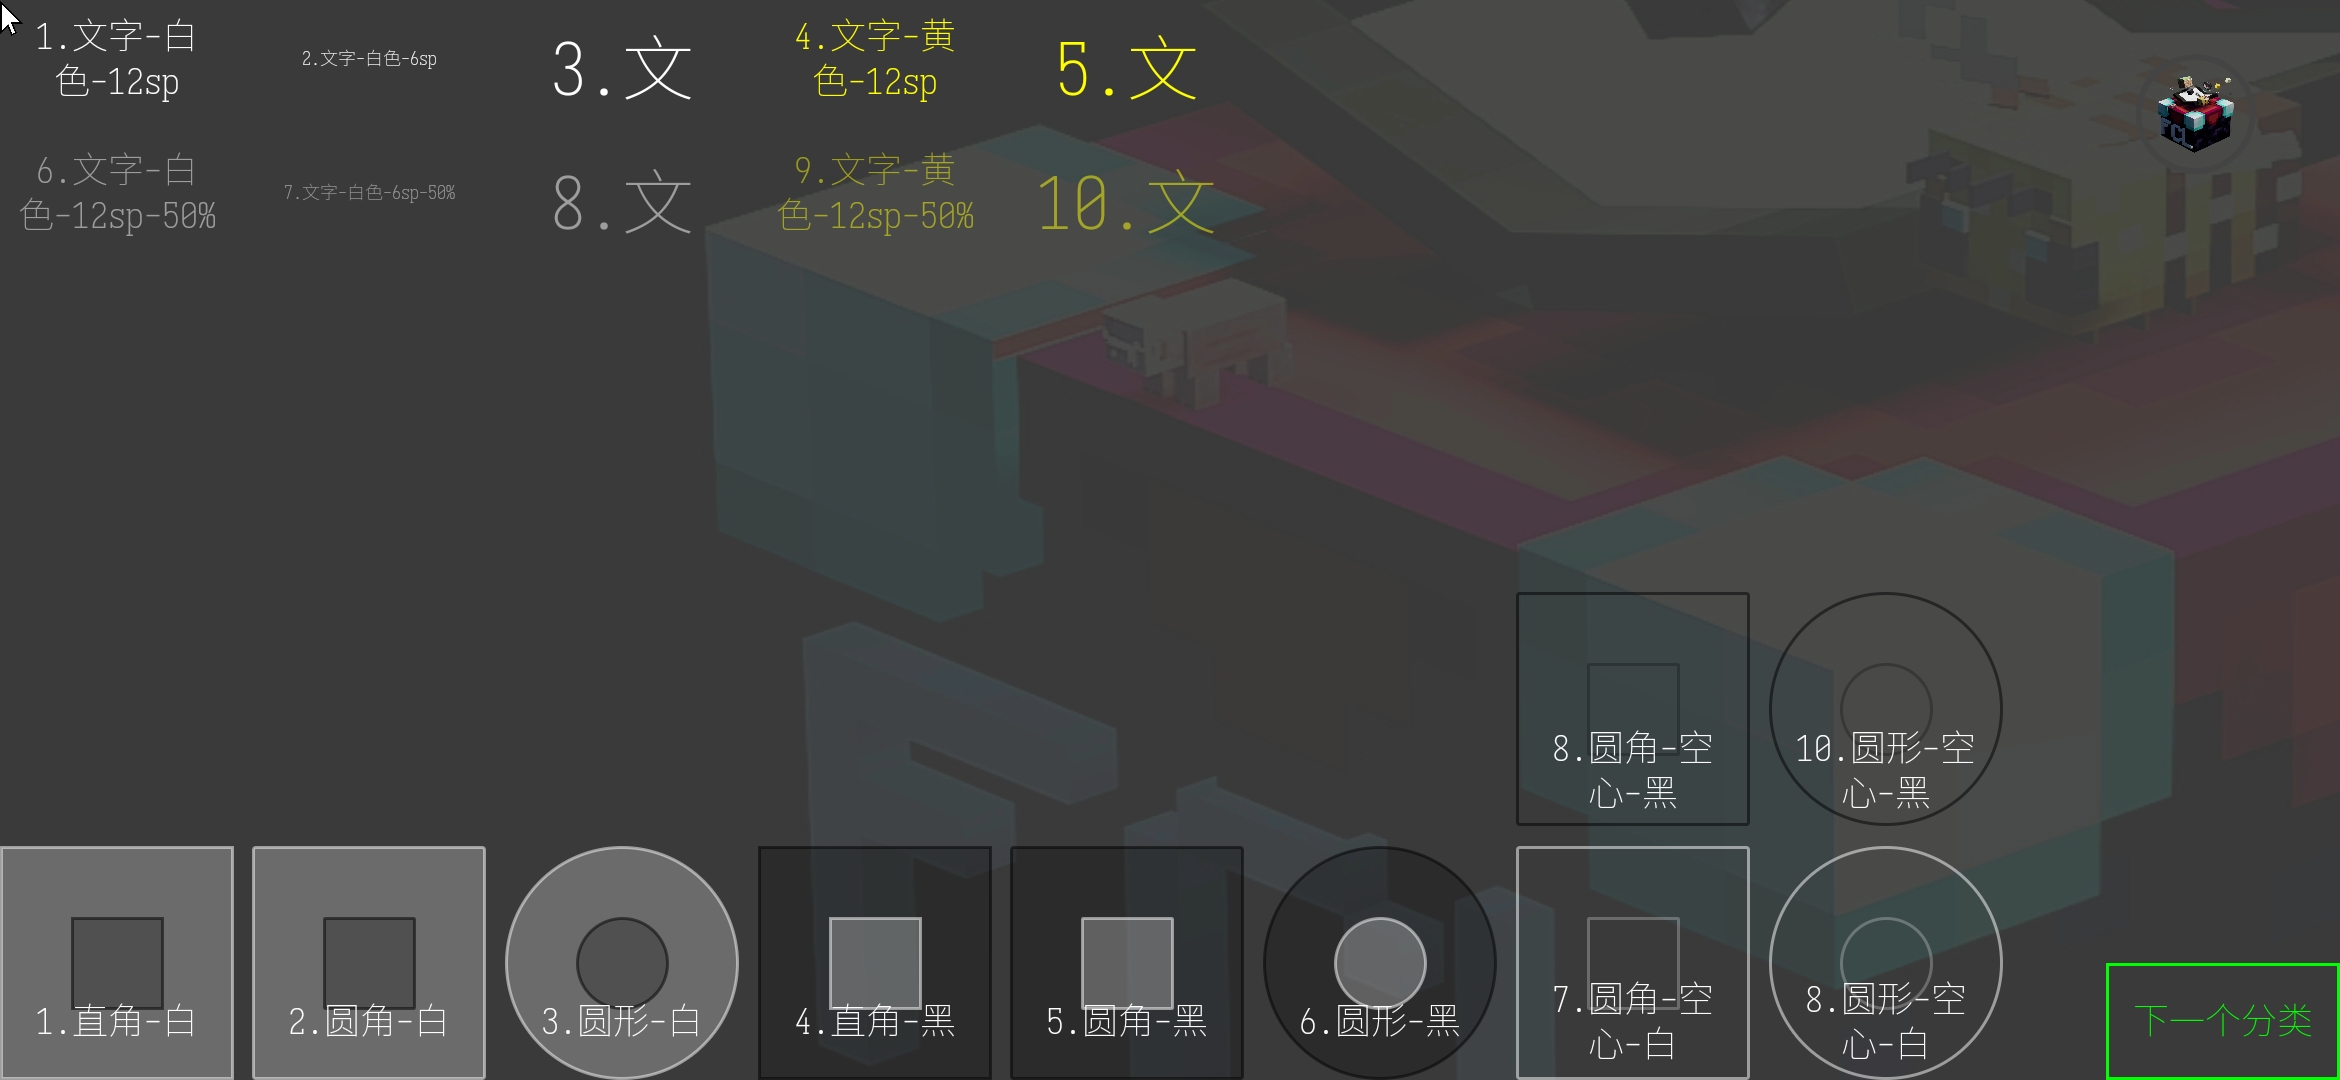 1.文字-白
色-12sp
2.文字-白色-6sp
3.文
4.文字-黄
色-12sp
5.文
6.文字-白
色-12sp-50%
7.文字-白色-6sp-50%
8.文
9.文字-黄
色-12sp-50%
10.文
FCL
8.圆角-空
心-黑
10.圆形-空
心-黑
1.直角-白
2.圆角-白
3.圆形-白
4.直角-黑
5.圆角-黑
6.圆形-黑
7.圆角-空
心-白
8.圆形-空
心-白
下一个分类